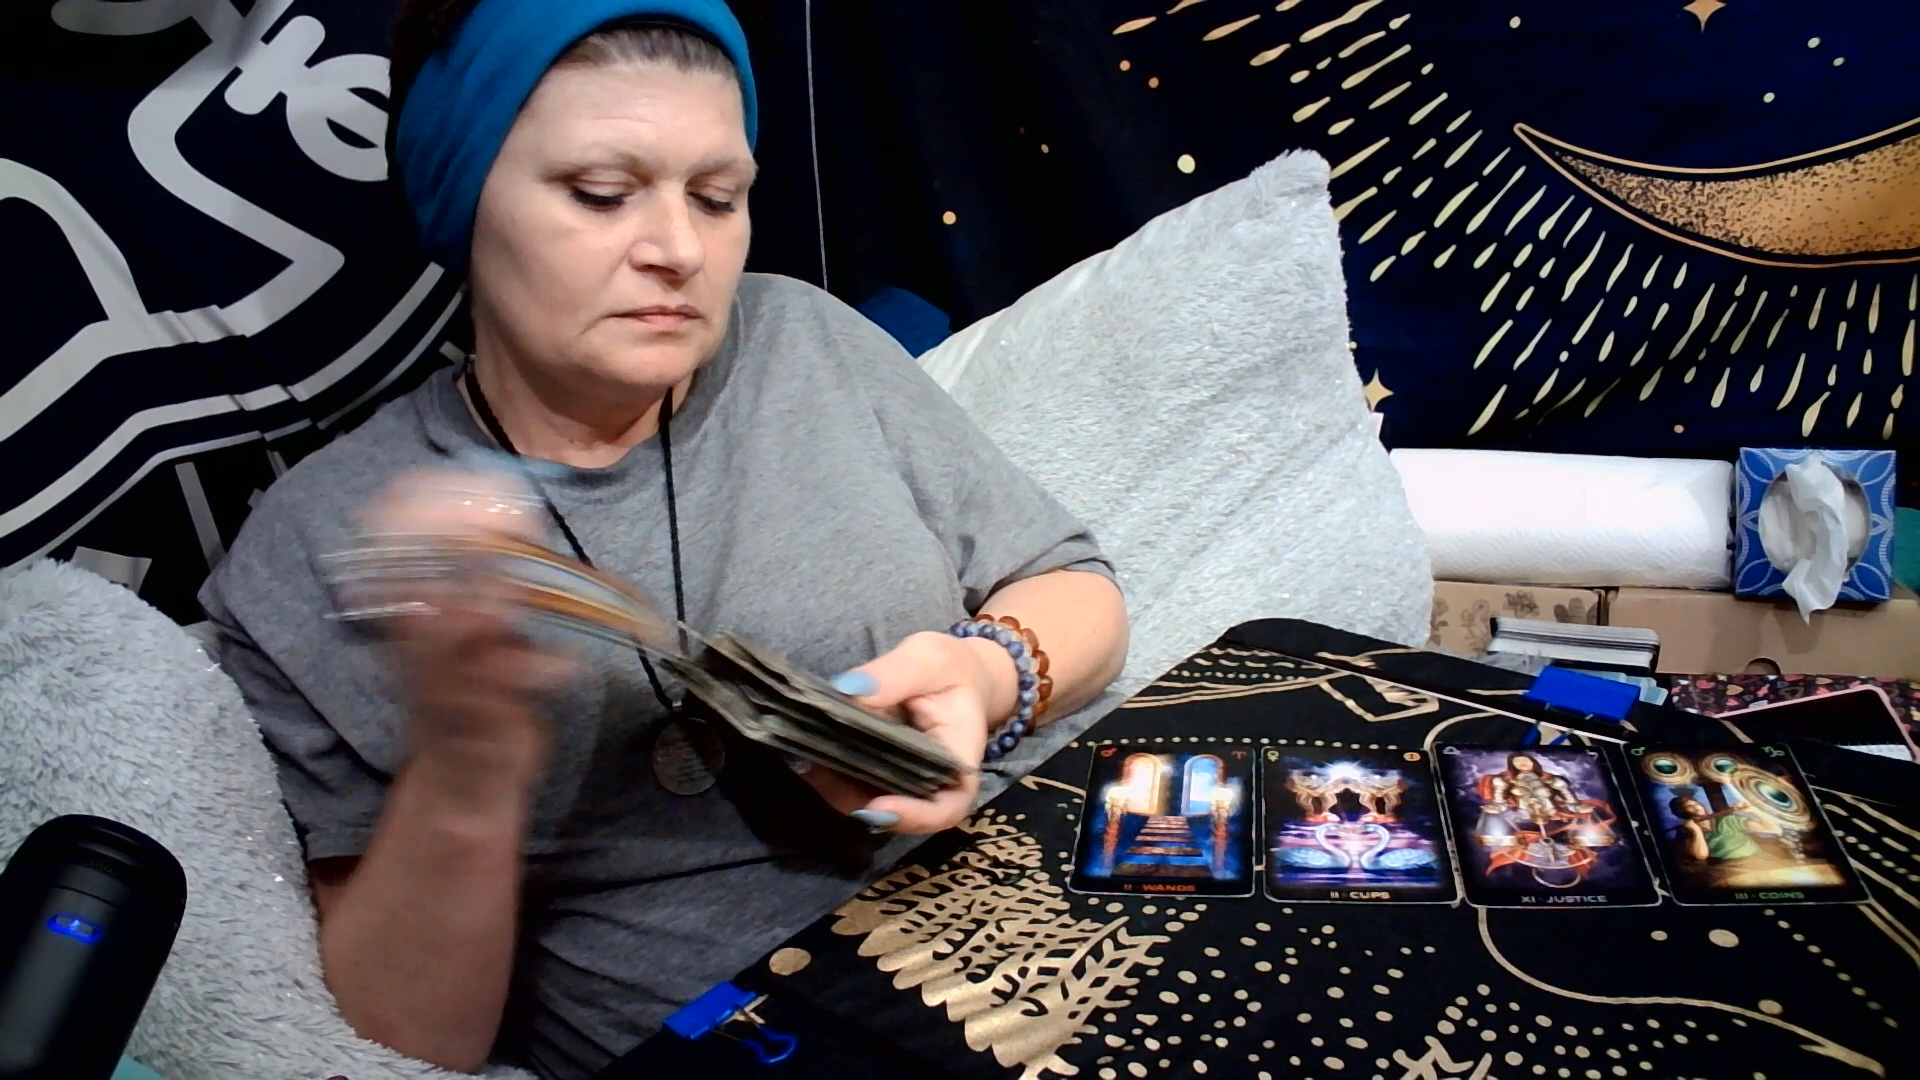 II · WANDS
II · CUPS
XI · JUSTICE
III · COINS